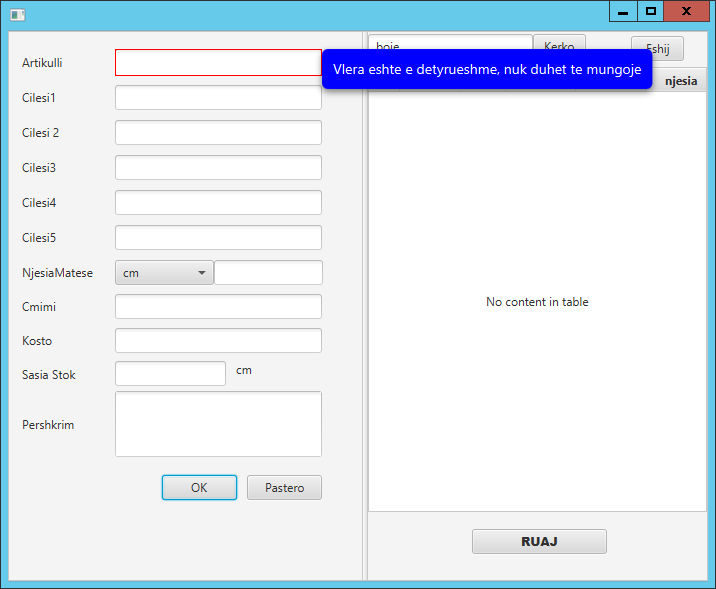 Artikulli
Cilesi1
Cilesi 2
Cilesi3
Cilesi4
Cilesi5
NjesiaMatese cm
Cmimi
Kosto
Sasia Stok cm
Pershkrim
OK Pastero
boje Kerko Fshij
Vlera eshte e detyrueshme, nuk duhet te mungoje
njesia
No content in table
RUAJ